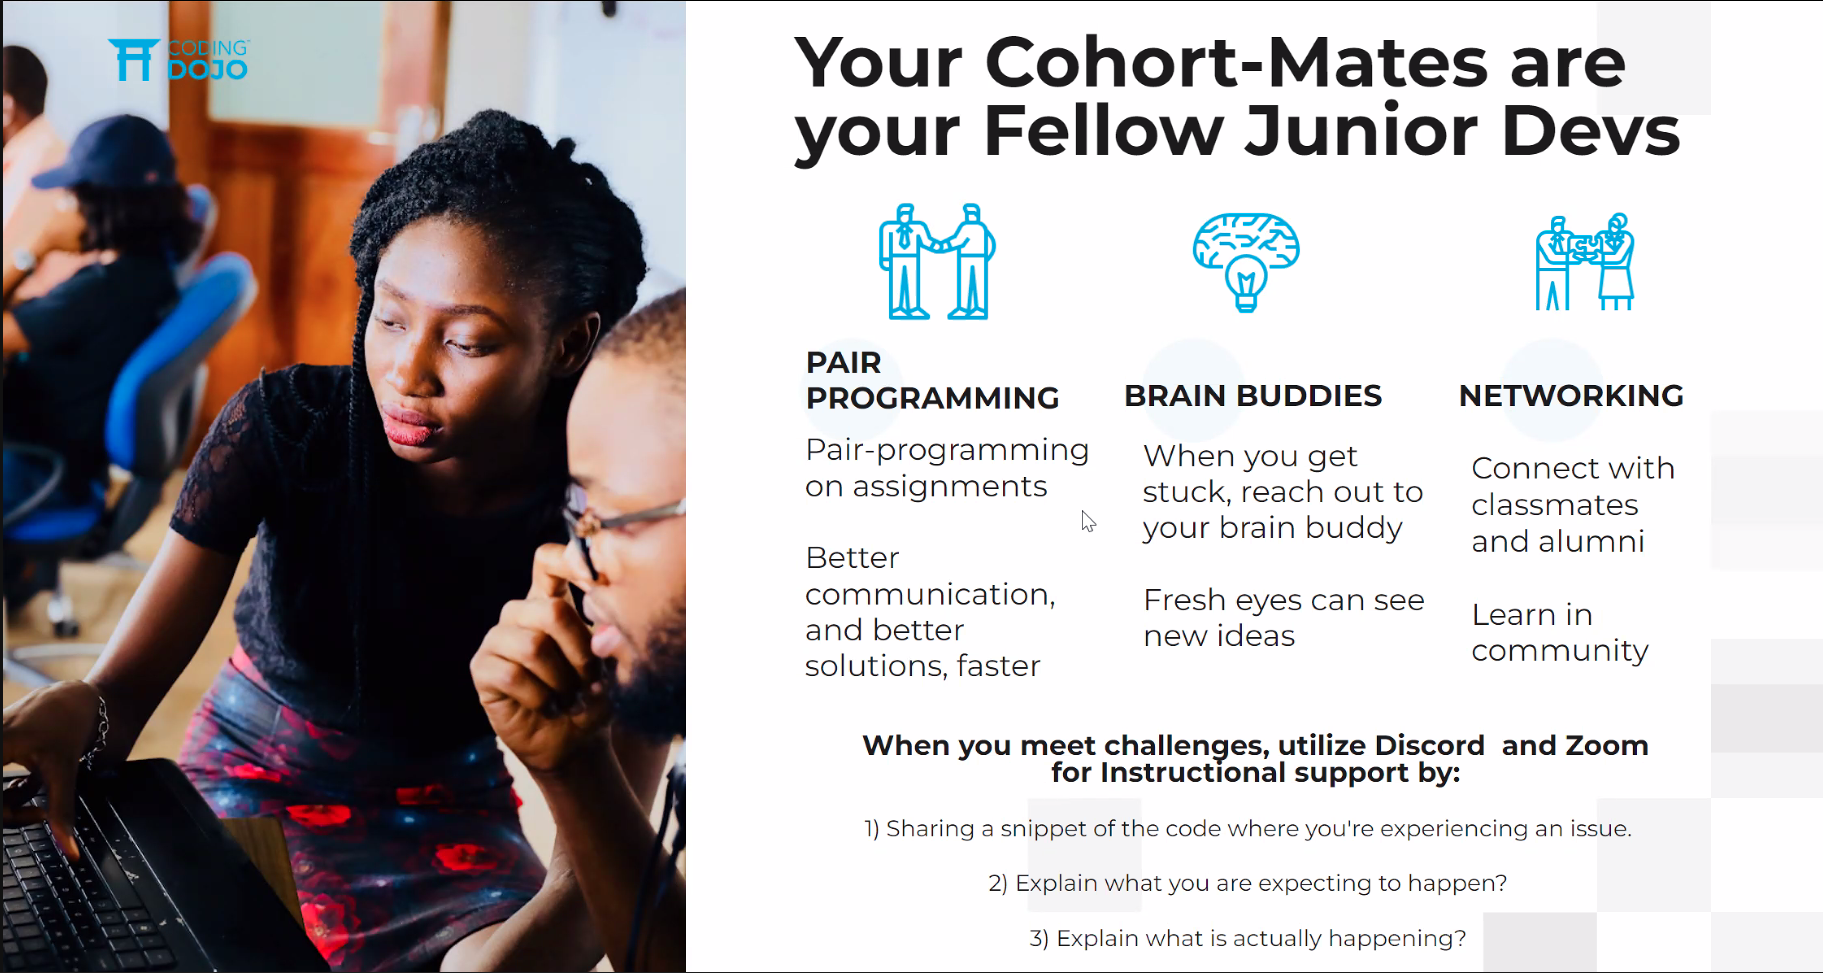 CODING
DOJO
Your Cohort-Mates are
your Fellow Junior Devs
PAIR
PROGRAMMING
Pair-programming
on assignments
Better
communication,
and better
solutions, faster
BRAIN BUDDIES
When you get
stuck, reach out to
your brain buddy
Fresh eyes can see
new ideas
NETWORKING
Connect with
classmates
and alumni
Learn in
community
When you meet challenges, utilize Discord  and Zoom
for Instructional support by:
1) Sharing a snippet of the code where you're experiencing an issue.
2) Explain what you are expecting to happen?
3) Explain what is actually happening?